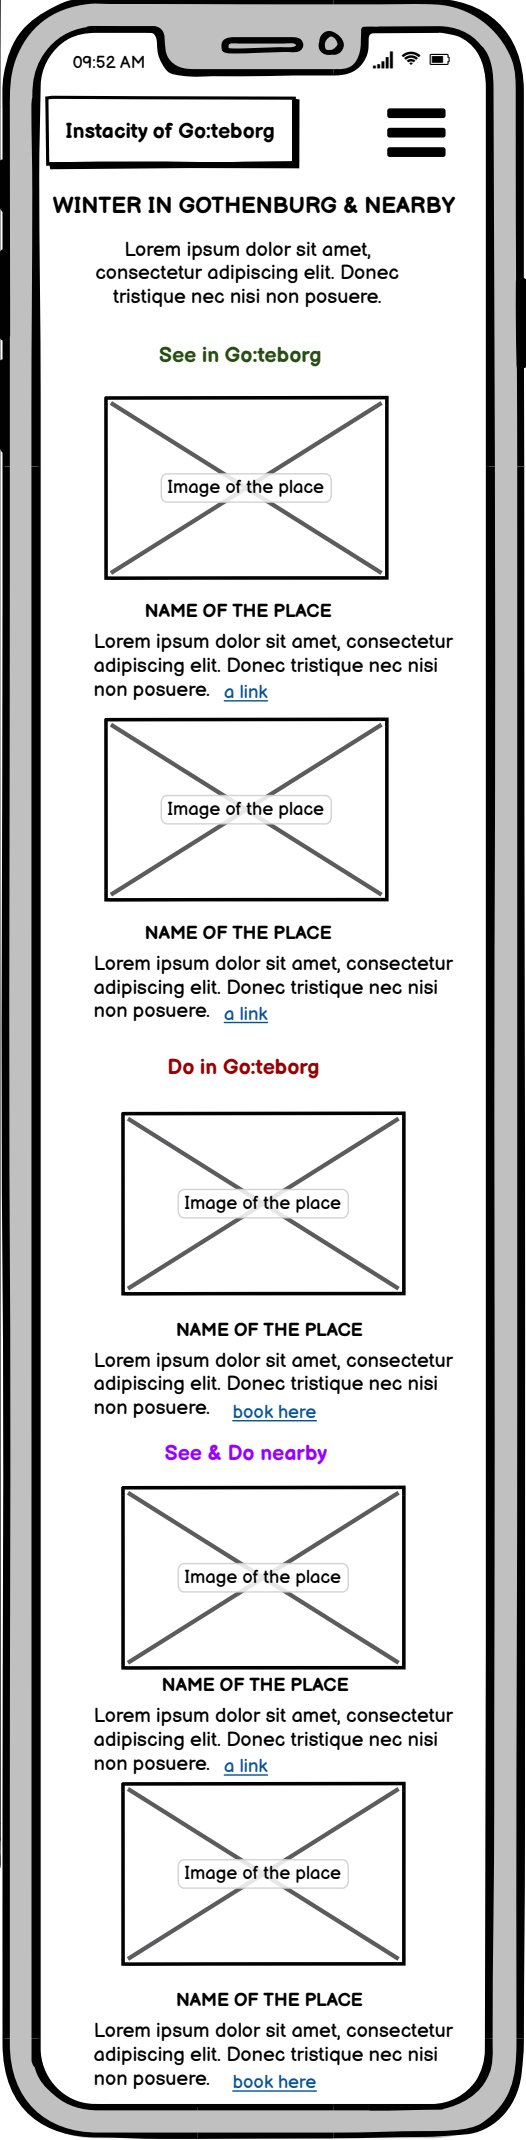 09:52 AM
Instacity of Go:teborg
WINTER IN GOTHENBURG & NEARBY
Lorem ipsum dolor sit amet,
consectetur adipiscing elit. Donec
tristique nec nisi non posuere.
See in Go:teborg
Image of the place
NAME OF THE PLACE
Lorem ipsum dolor sit amet, consectetur
adipiscing elit. Donec tristique nec nisi
non posuere. a link
Image of the place
NAME OF THE PLACE
Lorem ipsum dolor sit amet, consectetur
adipiscing elit. Donec tristique nec nisi
non posuere. a link
Do in Go:teborg
Image of the place
NAME OF THE PLACE
Lorem ipsum dolor sit amet, consectetur
adipiscing elit. Donec tristique nec nisi
non posuere. book here
See & Do nearby
Image of the place
NAME OF THE PLACE
Lorem ipsum dolor sit amet, consectetur
adipiscing elit. Donec tristique nec nisi
non posuere. a link
Image of the place
NAME OF THE PLACE
Lorem ipsum dolor sit amet, consectetur
adipiscing elit. Donec tristique nec nisi
non posuere. book here